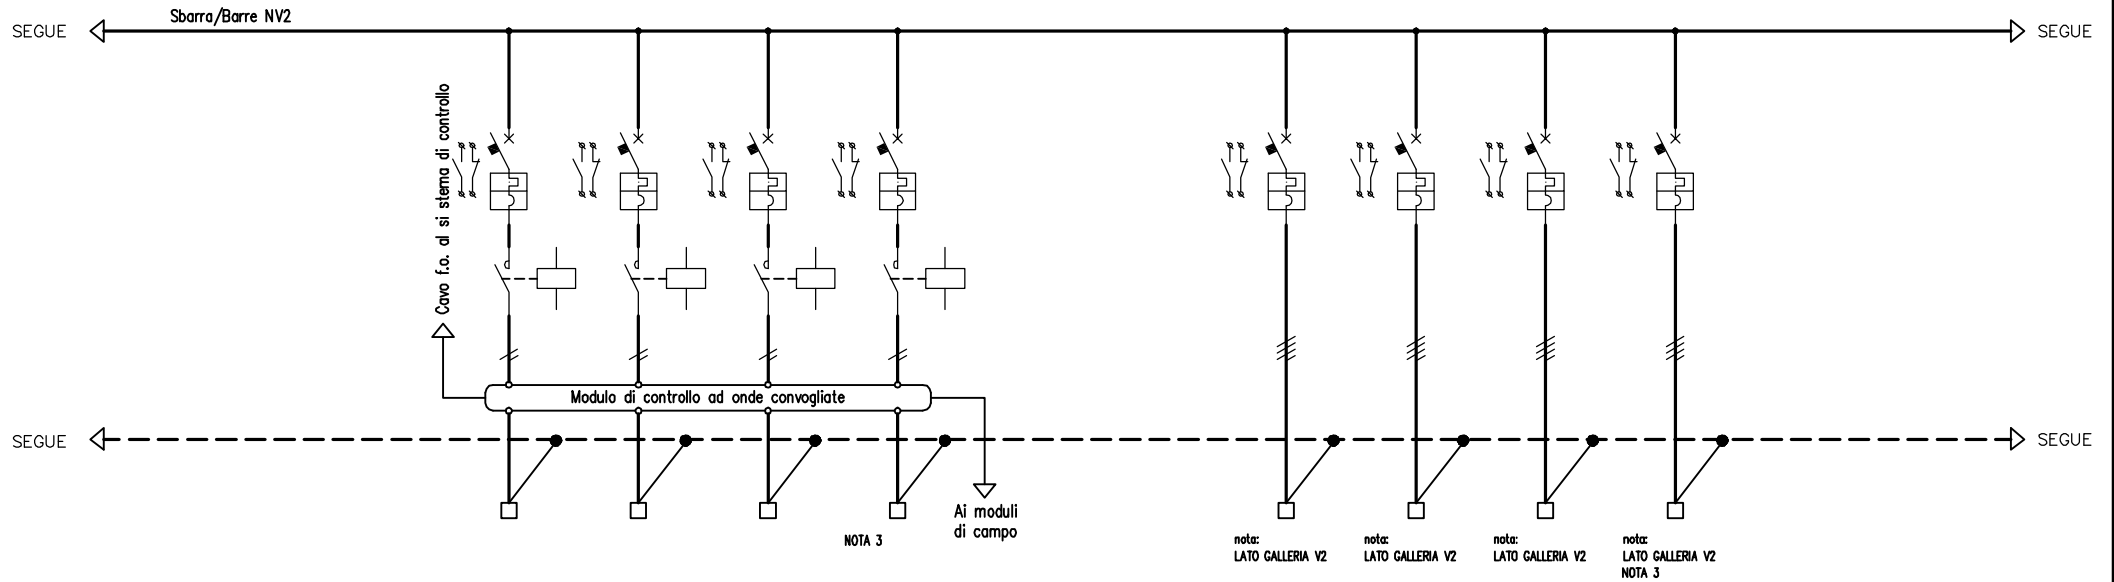 Sbarra/Barre NV2
SEGUE
SEGUE
Cavo f.o. al si stema di controllo
Modulo di controllo ad onde convogliate
SEGUE
SEGUE
Ai moduli
di campo
NOTA 3
nota:
LATO GALLERIA V2
nota:
LATO GALLERIA V2
nota:
LATO GALLERIA V2
nota:
LATO GALLERIA V2
NOTA 3